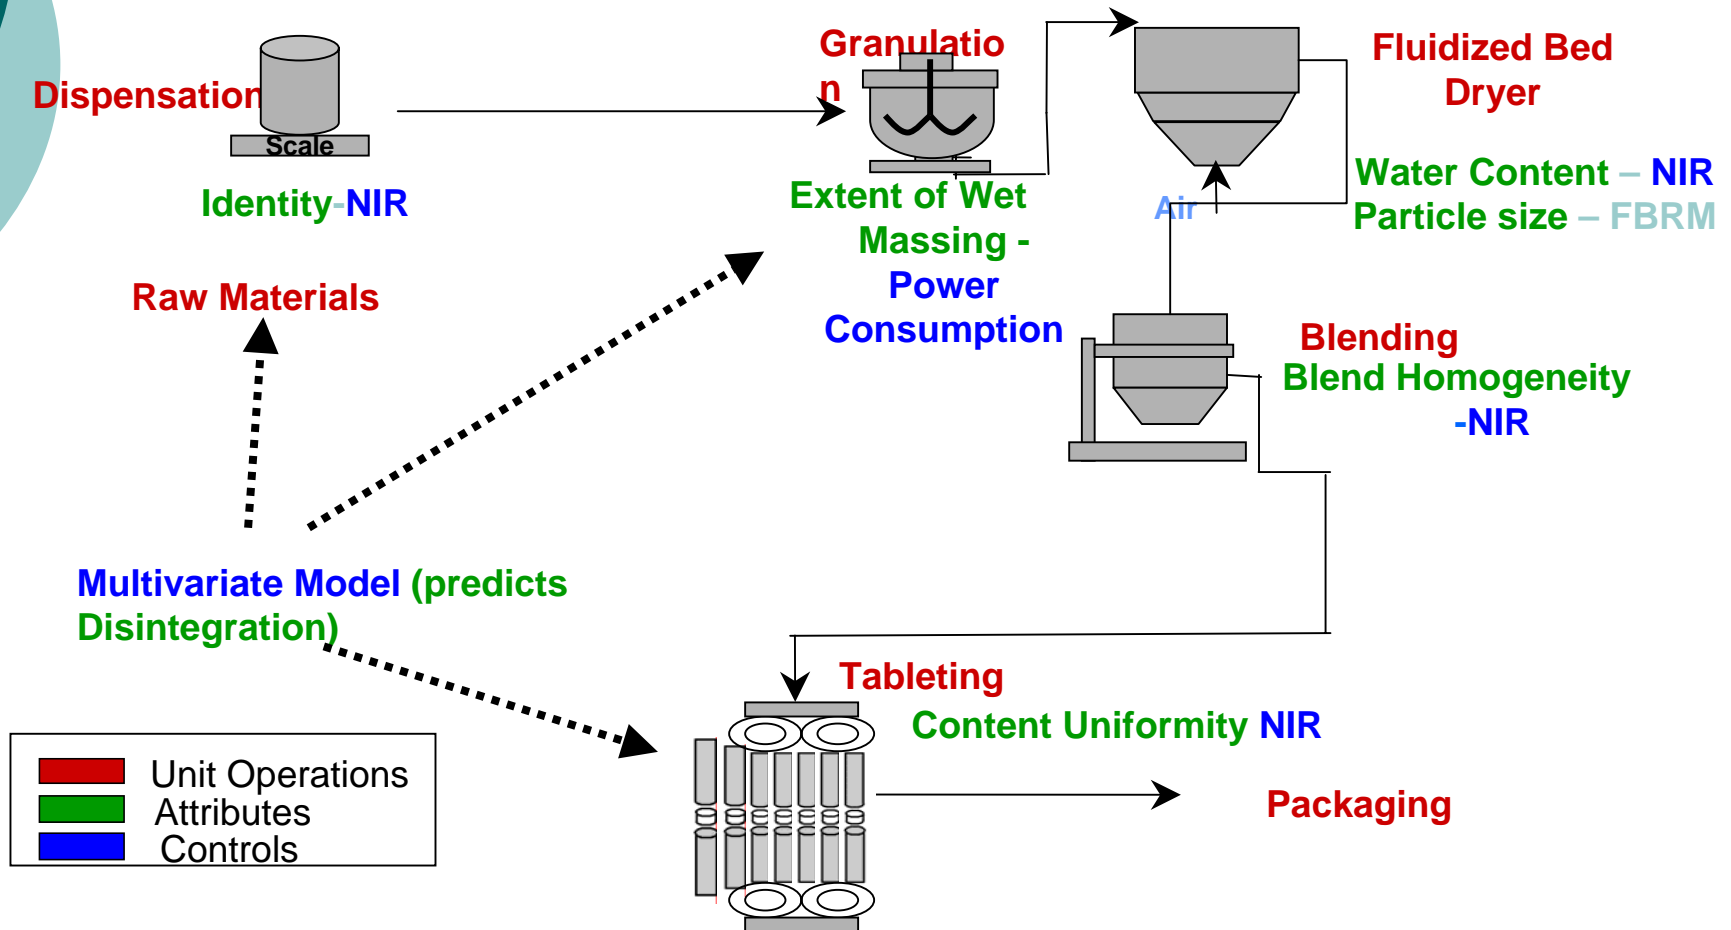 Dispensation
Scale
Identity-NIR
Raw Materials
Granulatio
n
Extent of Wet
Massing -
Power
Consumption
Fluidized Bed
Dryer
Water Content – NIR
Particle size – FBRM
Air
Blending
Blend Homogeneity
-NIR
Multivariate Model (predicts
Disintegration)
Tableting
Content Uniformity NIR
Packaging
Unit Operations
Attributes
Controls